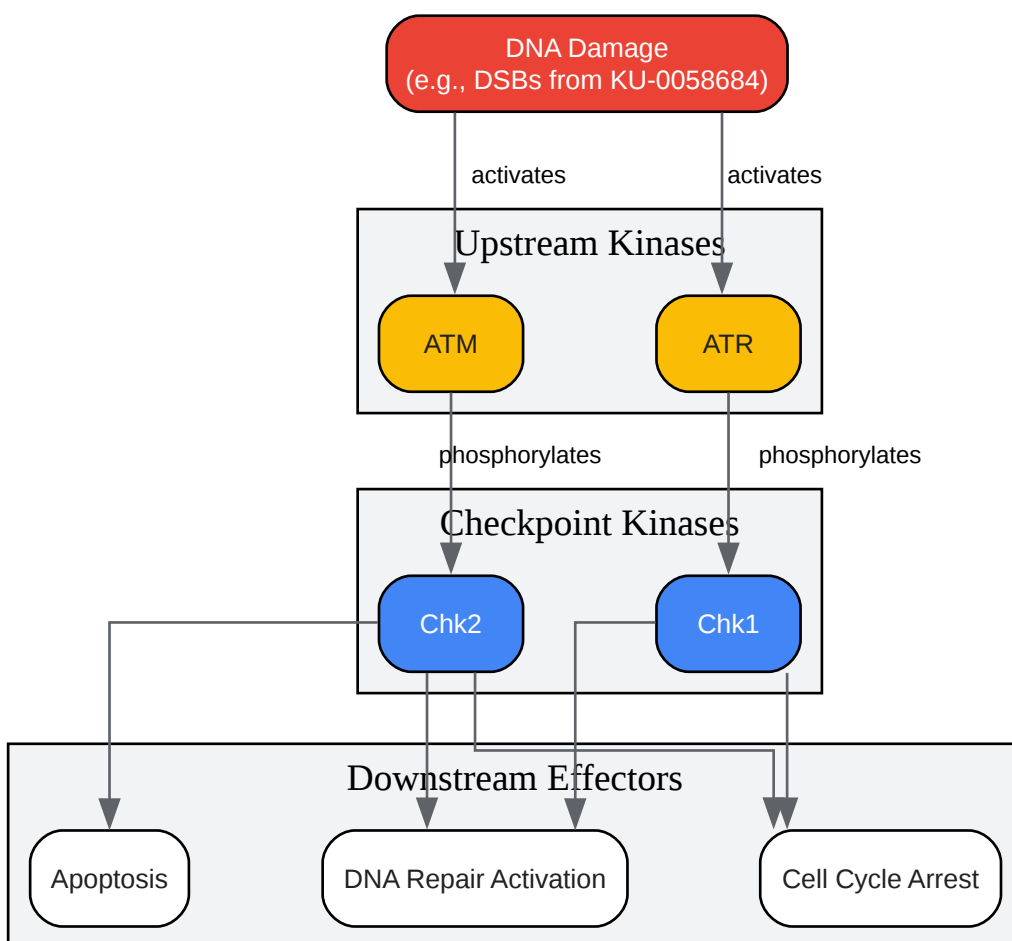 DNA Damage
(e.g., DSBs from KU-0058684)
activates
activates
Upstream Kinases
ATM
ATR
phosphorylates
phosphorylates
Checkpoint Kinases
Chk2
Chk1
Downstream Effectors
Apoptosis
DNA Repair Activation
Cell Cycle Arrest